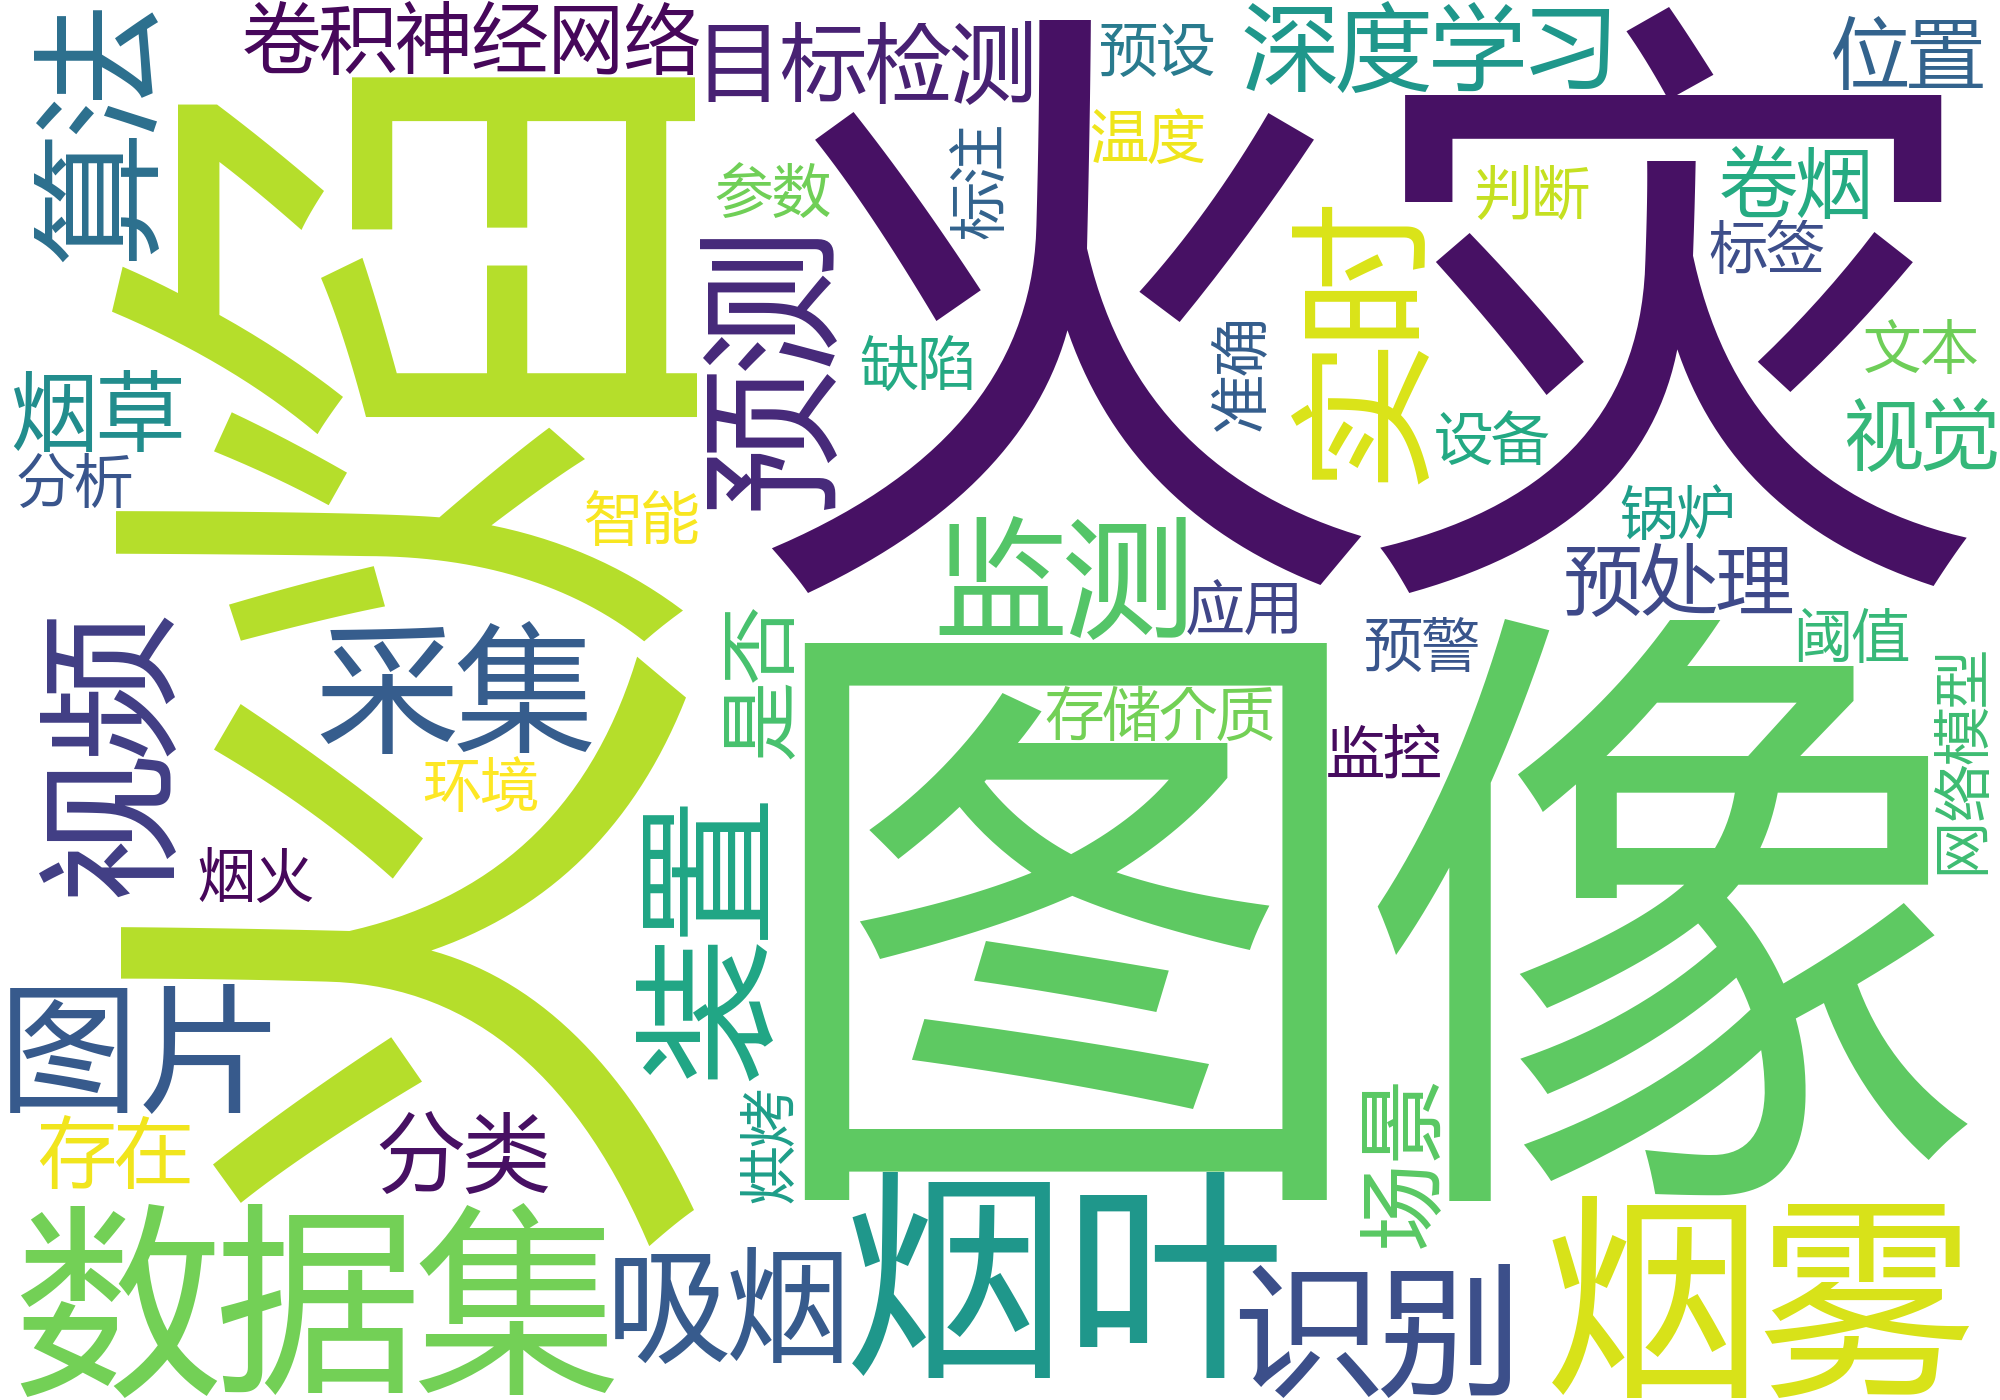 卷积神经网络
目标检测
预设
深度学习
位置
算法
火焰
火灾
温度
标注
参数
判断
卷烟
标签
实时
预测
缺陷
准确
文本
设备
视觉
烟草
分析
智能
锅炉
监测
预处理
应用
预警
阈值
视频
采集
是否
图像
存储介质
监控
网络模型
环境
装置
烟火
图片
存在
分类
烘烤
场景
数据集
吸烟
烟叶
识别
烟雾